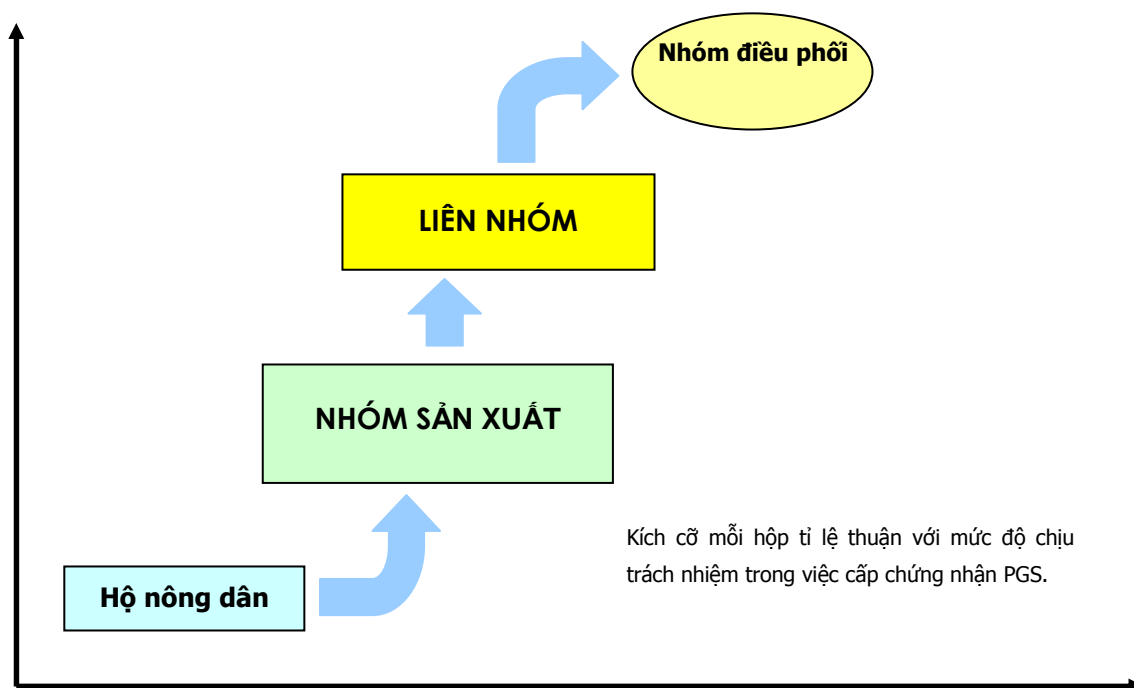 Nhóm điều phối
LIÊN NHÓM
NHÓM SẢN XUẤT
Kích cỡ mỗi hộp tỉ lệ thuận với mức độ chịu
trách nhiệm trong việc cấp chứng nhận PGS.
Hộ nông dân